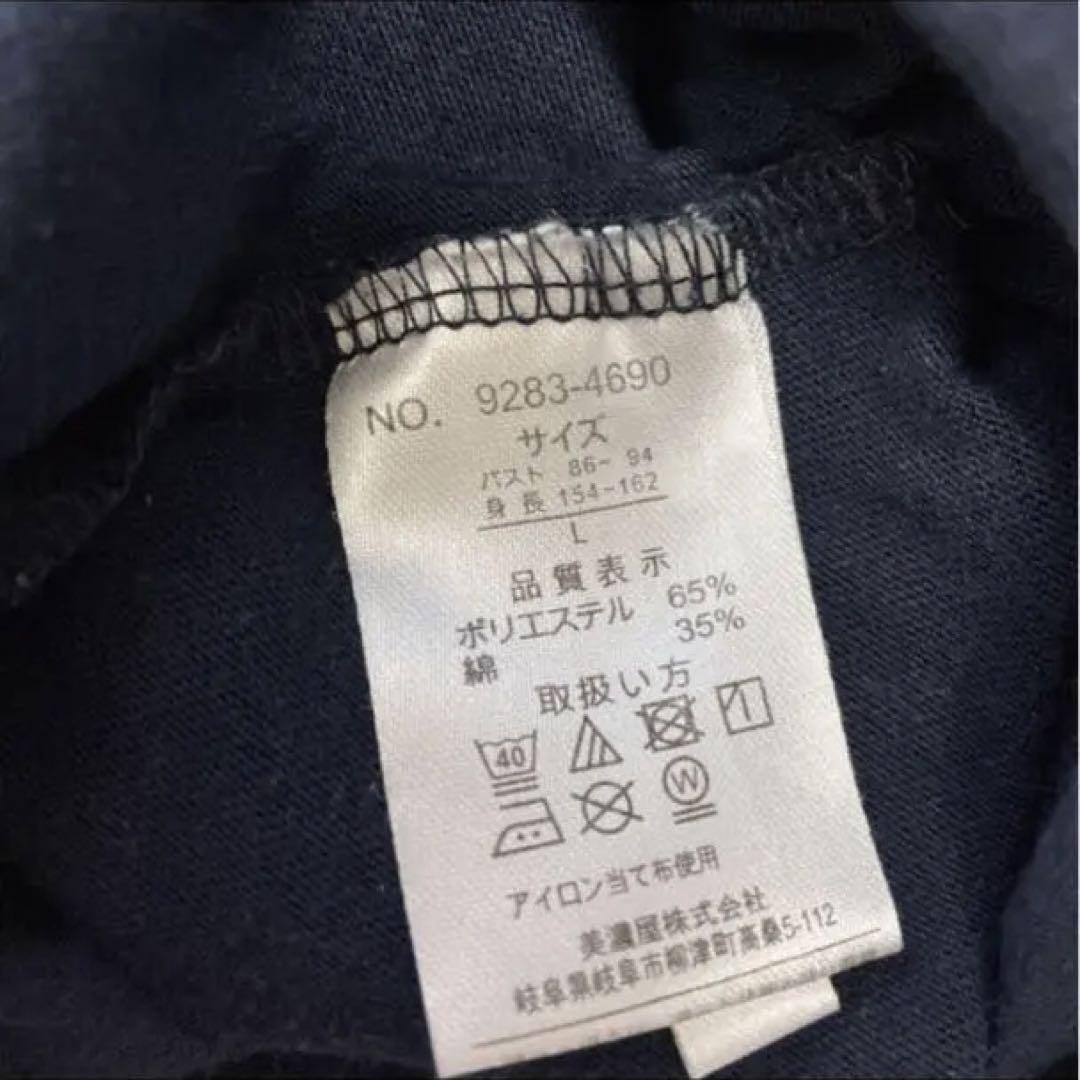 NO. 9283-4690
サイズ
バスト 86~ 94
身長 154-162
L
品質表示
ポリエステル 65%
綿 35%
取扱い方
40
W
アイロン当て布使用
美濃屋株式会社
岐阜県岐阜市柳津町高桑5-112